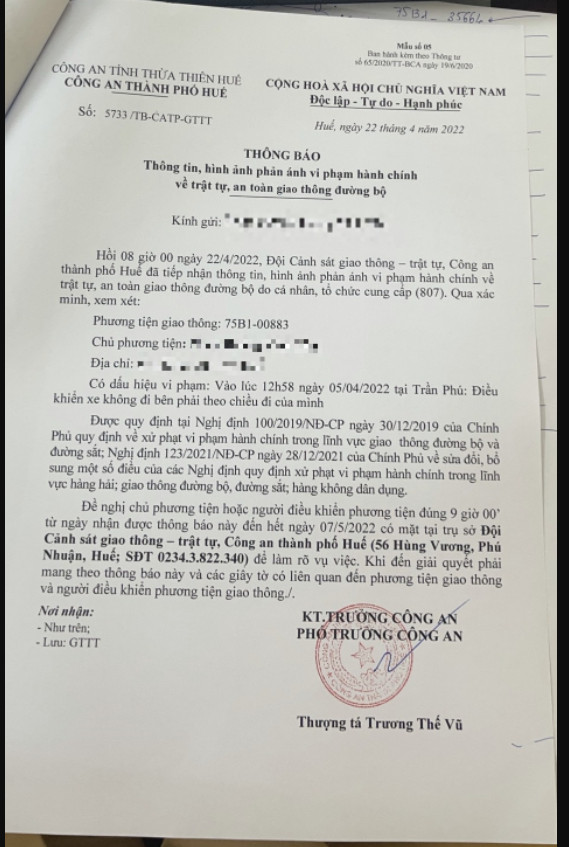 75B1 - 35664
Mẫu số 05
Ban hành kèm theo Thông tư
số 65/2020/TT-BCA ngày 19/6/2020
CÔNG AN TỈNH THỪA THIÊN HUẾ
CÔNG AN THÀNH PHỐ HUẾ
Số: 5733 /TB-CATP-GTTT
CỘNG HOÀ XÃ HỘI CHỦ NGHĨA VIỆT NAM
Độc lập - Tự do - Hạnh phúc
Huế, ngày 22 tháng 4 năm 2022
THÔNG BÁO
Thông tin, hình ảnh phản ánh vi phạm hành chính
về trật tự, an toàn giao thông đường bộ
Kính gửi:
Hồi 08 giờ 00 ngày 22/4/2022, Đội Cảnh sát giao thông – trật tự, Công an
thành phố Huế đã tiếp nhận thông tin, hình ảnh phản ánh vi phạm hành chính về
trật tự, an toàn giao thông đường bộ do cá nhân, tổ chức cung cấp (807). Qua xác
minh, xem xét:
Phương tiện giao thông: 75B1-00883
Chủ phương tiện:
Địa chỉ:
Có dấu hiệu vi phạm: Vào lúc 12h58 ngày 05/04/2022 tại Trần Phú: Điều
khiển xe không đi bên phải theo chiều đi của mình
Được quy định tại Nghị định 100/2019/NĐ-CP ngày 30/12/2019 của Chính
Phủ quy định về xử phạt vi phạm hành chính trong lĩnh vực giao thông đường bộ và
đường sắt; Nghị định 123/2021/NĐ-CP ngày 28/12/2021 của Chính Phủ về sửa đổi, bổ
sung một số điều của các Nghị định quy định xử phạt vi phạm hành chính trong lĩnh
vực hàng hải; giao thông đường bộ, đường sắt; hàng không dân dụng.
Đề nghị chủ phương tiện hoặc người điều khiển phương tiện đúng 9 giờ 00'
từ ngày nhận được thông báo này đến hết ngày 07/5/2022 có mặt tại trụ sở Đội
Cảnh sát giao thông – trật tự, Công an thành phố Huế (56 Hùng Vương, Phú
Nhuận, Huế; SĐT 0234.3.822.340) để làm rõ vụ việc. Khi đến giải quyết phải
mang theo thông báo này và các giấy tờ có liên quan đến phương tiện giao thông
và người điều khiển phương tiện giao thông./.
Nơi nhận:
- Như trên;
- Lưu: GTTT
KT.TRƯỞNG CÔNG AN
PHÓ TRƯỞNG CÔNG AN
Thượng tá Trương Thế Vũ